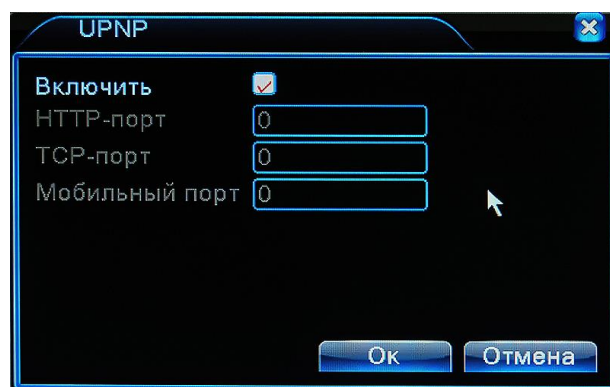 UPNP
Включить
HTTP-порт 0
TCP-порт 0
Мобильный порт 0
Ок Отмена